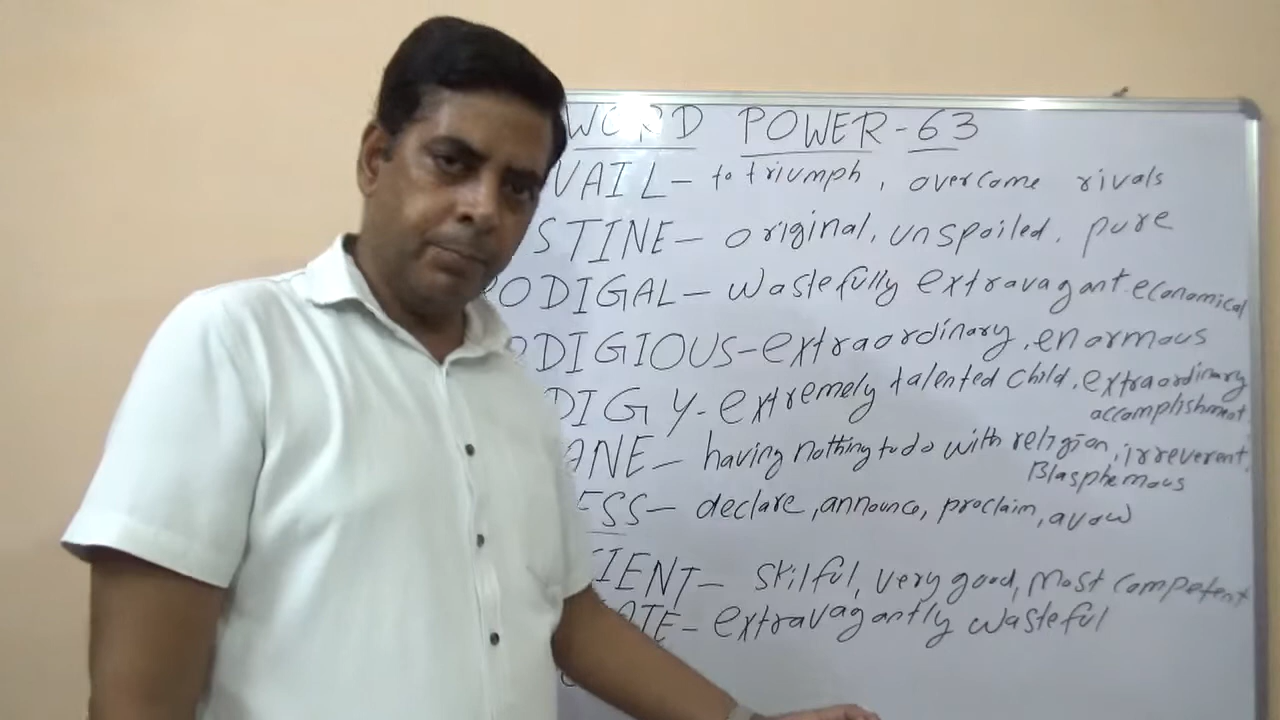 WORD POWER-63
VAIL- to triumph, overcome rivals
STINE- original, unspoiled, pure
ODIGAL- wastefully extravagant. economical
DIGIOUS-extraordinary, enormous
DIGY-extremely talented child, extraordinary
accomplishment
ANE- having nothing to do with religion, irreverent,
Blasphemous
ESS- declare, announce, proclaim, avow
IENT- skilful, very good, most competent
ATE- extravagantly wasteful